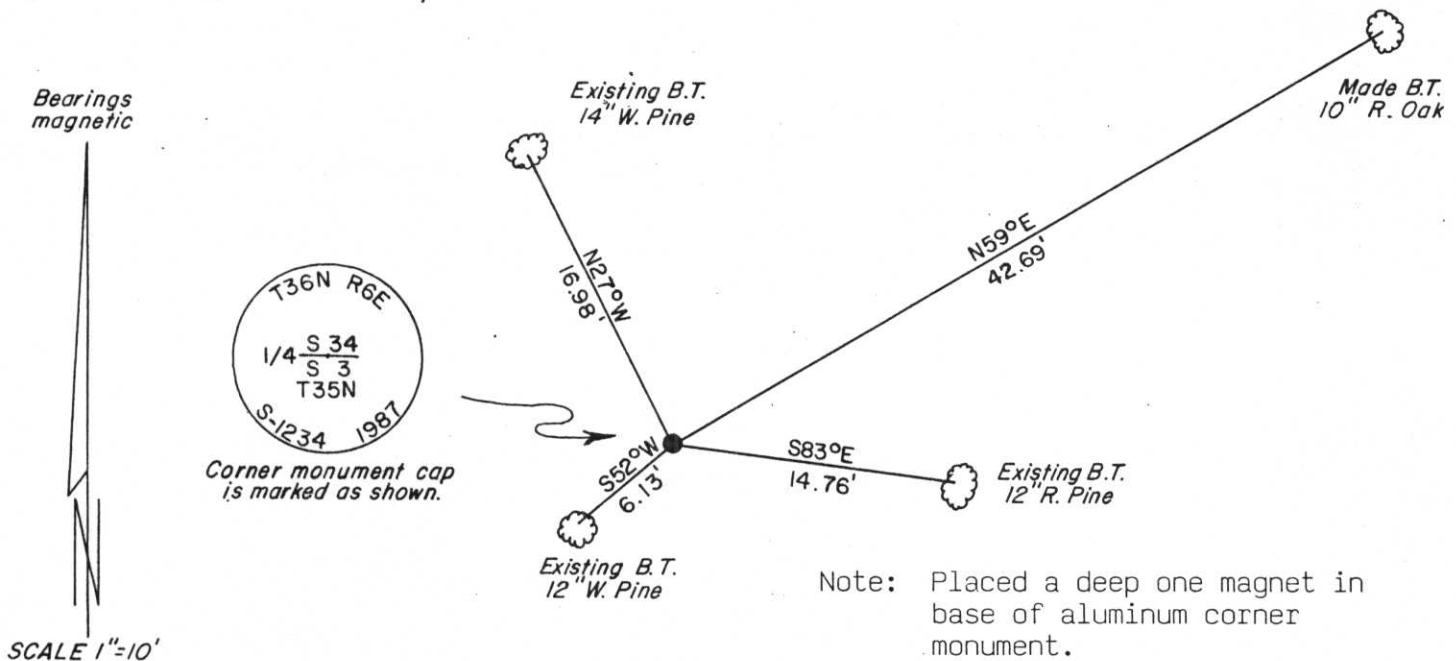 Bearings
magnetic
Existing B.T.
14" W. Pine
Made B.T.
10" R. Oak
N59°E
42.69'
N27°W
16.98'
T36N R6E
1/4 S 34
S 3
T35N
S-1234 1987
Corner monument cap
is marked as shown.
S52°W
6.13'
S83°E
14.76'
Existing B.T.
12" R. Pine
Existing B.T.
12" W. Pine
Note: Placed a deep one magnet in
base of aluminum corner
monument.
SCALE 1"=10'